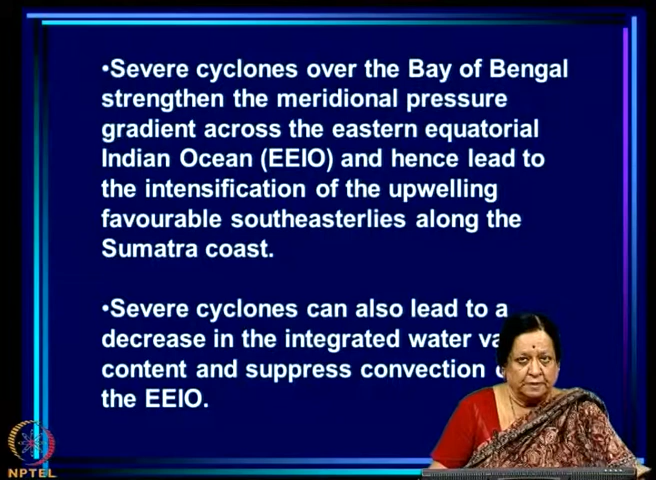 •Severe cyclones over the Bay of Bengal
strengthen the meridional pressure
gradient across the eastern equatorial
Indian Ocean (EEIO) and hence lead to
the intensification of the upwelling
favourable southeasterlies along the
Sumatra coast.
•Severe cyclones can also lead to a
decrease in the integrated water
content and suppress convection
the EEIO.
NPTEL